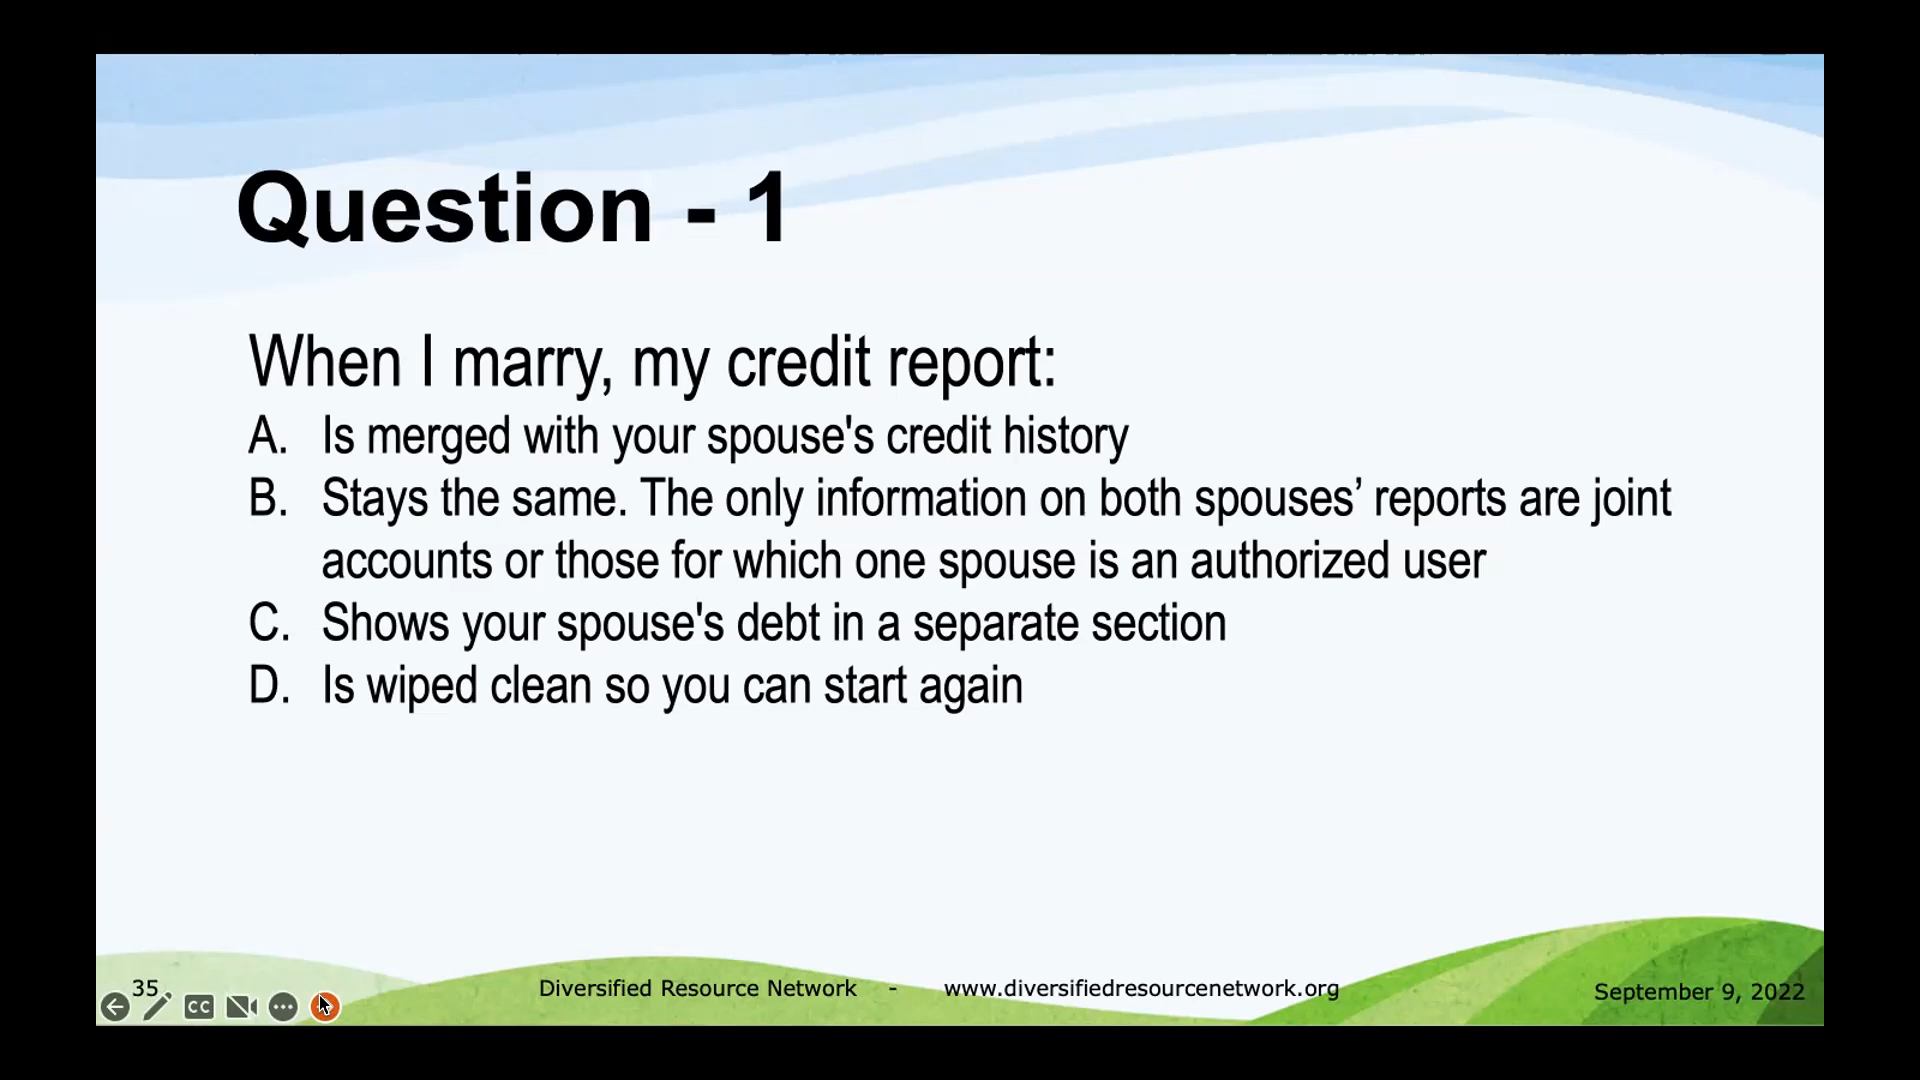 Question - 1
When I marry, my credit report:
A. Is merged with your spouse's credit history
B. Stays the same. The only information on both spouses’ reports are joint
accounts or those for which one spouse is an authorized user
C. Shows your spouse's debt in a separate section
D. Is wiped clean so you can start again
35
CC
Diversified Resource Network - www.diversifiedresourcenetwork.org
September 9, 2022